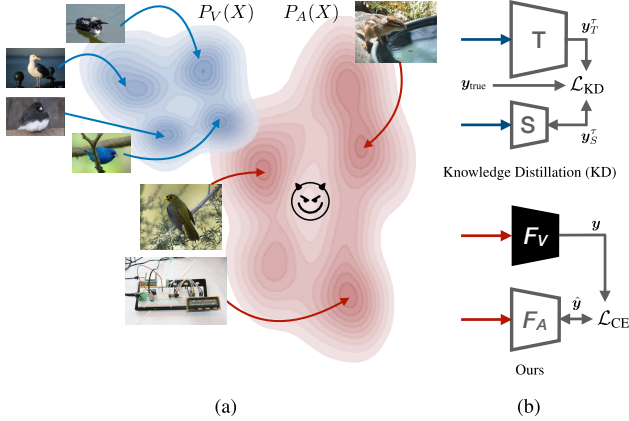 P_V(X)
P_A(X)
T
y_T^τ
y_true
L_KD
S
y_S^τ
Knowledge Distillation (KD)
F_V
y
F_A
ŷ
L_CE
Ours
(a)
(b)